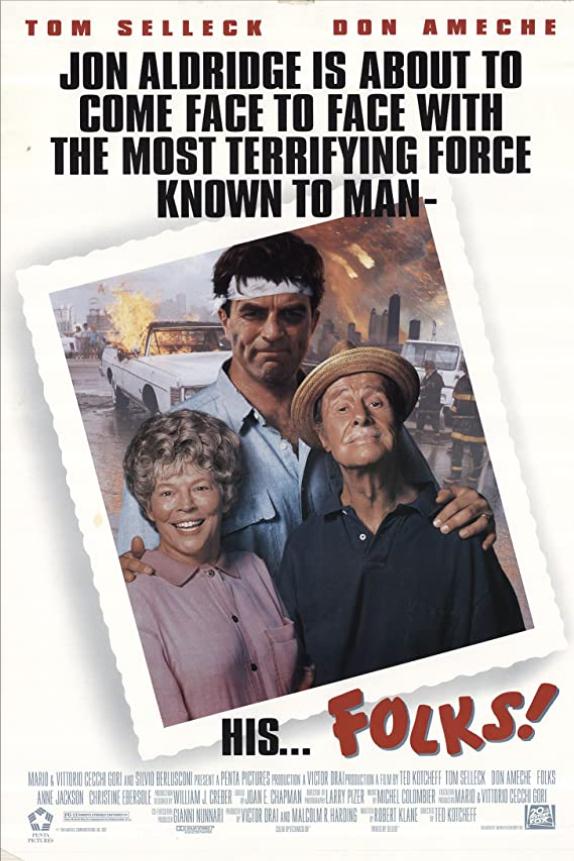 TOM SELLECK DON AMECHE
JON ALDRIDGE IS ABOUT TO
COME FACE TO FACE WITH
THE MOST TERRIFYING FORCE
KNOWN TO MAN-
HIS... FOLKS!
MARIO & VITTORIO CECCHI GORI AND SILVIO BERLUSCONI PRESENT A PENTA PICTURES PRODUCTION A VICTOR DRAI PRODUCTION A FILM BY TED KOTCHEFF TOM SELLECK DON AMECHE FOLKS
ANNE JACKSON CHRISTINE EBERSOLE WILLIAM J. CREBER JOAN E. CHAPMAN LARRY PIZER MUSIC BY MICHEL COLOMBIER MARIO & VITTORIO CECCHI GORI
GIANNI NUNNARI VICTOR DRAI AND MALCOLM R. HARDING ROBERT KLANE TED KOTCHEFF
PENTA
PICTURES